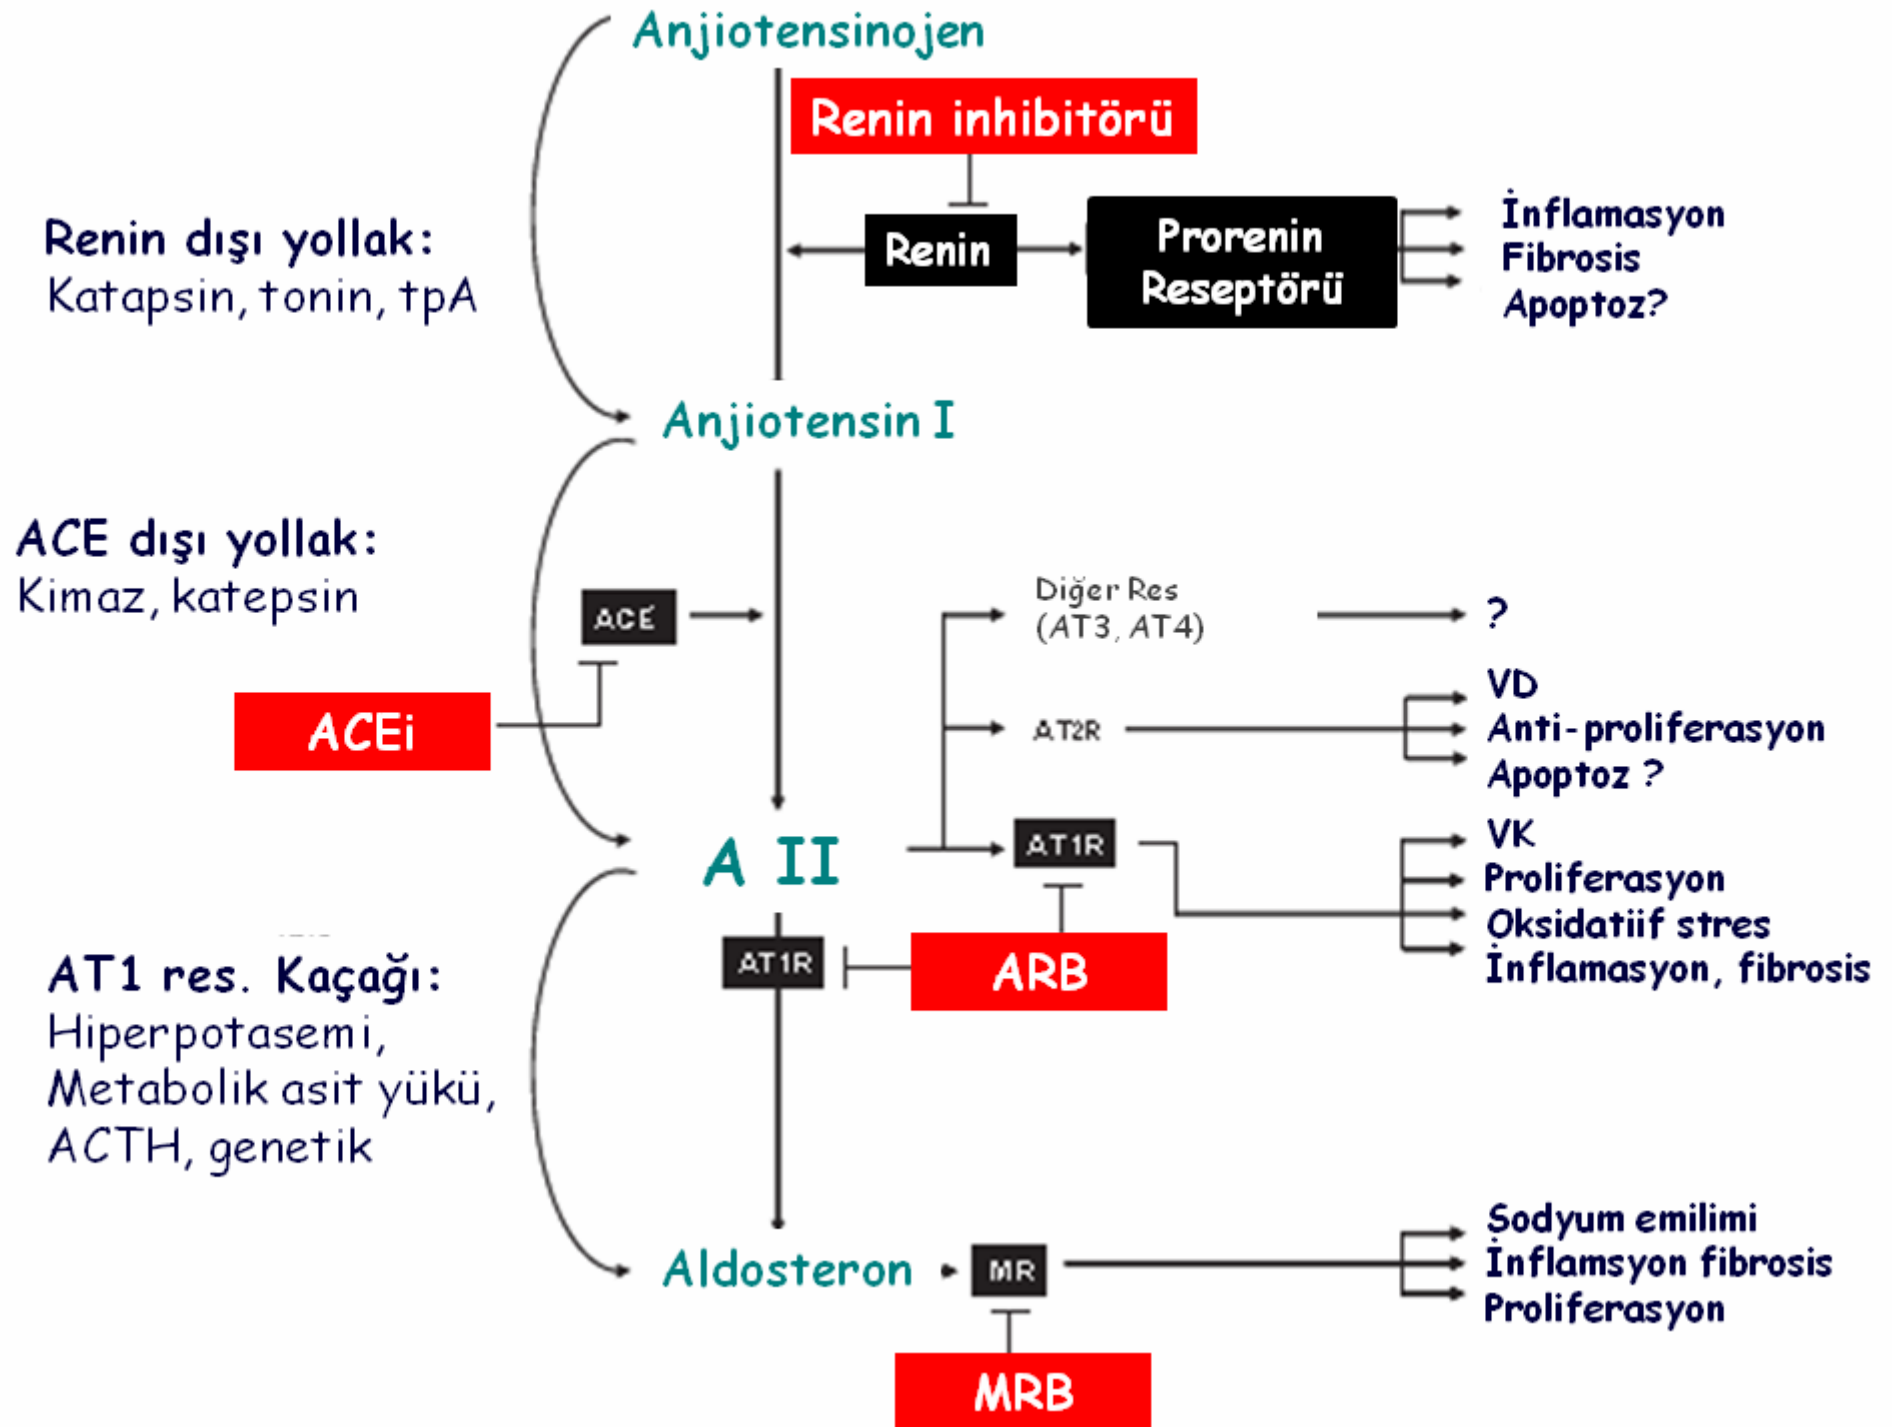 Anjiotensinojen
Renin inhibitörü
Renin dışı yollak:
Katapsin, tonin, tpA
Renin
Prorenin
Reseptörü
İnflamasyon
Fibrosis
Apoptoz?
Anjiotensin I
ACE dışı yollak:
Kimaz, katepsin
ACE
ACEi
Diğer Res
(AT3, AT4)
?
AT2R
VD
Anti-proliferasyon
Apoptoz ?
A II
AT1R
VK
Proliferasyon
Oksidatiif stres
İnflamasyon, fibrosis
AT1R
ARB
AT1 res. Kaçağı:
Hiperpotasemi,
Metabolik asit yükü,
ACTH, genetik
Aldosteron
MR
Sodyum emilimi
İnflamsyon fibrosis
Proliferasyon
MRB